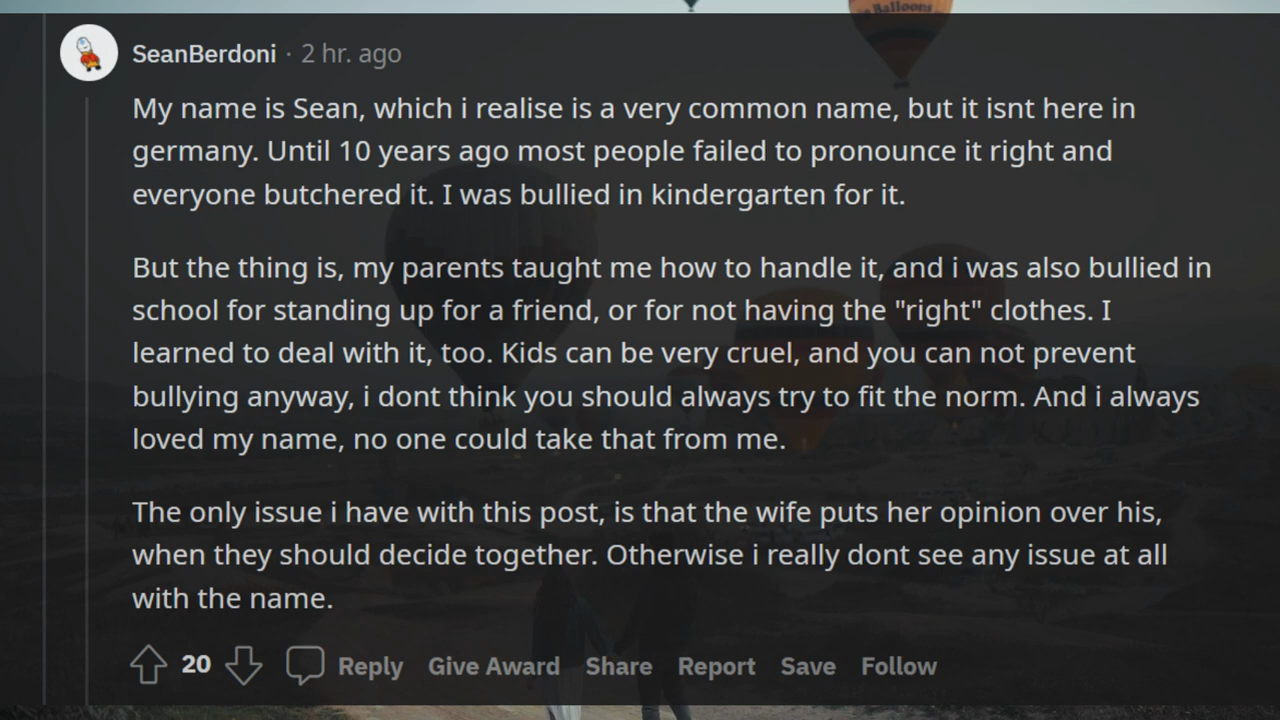 e Balloons
SeanBerdoni · 2 hr. ago
My name is Sean, which i realise is a very common name, but it isnt here in
germany. Until 10 years ago most people failed to pronounce it right and
everyone butchered it. I was bullied in kindergarten for it.
But the thing is, my parents taught me how to handle it, and i was also bullied in
school for standing up for a friend, or for not having the "right" clothes. I
learned to deal with it, too. Kids can be very cruel, and you can not prevent
bullying anyway, i dont think you should always try to fit the norm. And i always
loved my name, no one could take that from me.
The only issue i have with this post, is that the wife puts her opinion over his,
when they should decide together. Otherwise i really dont see any issue at all
with the name.
20 Reply Give Award Share Report Save Follow